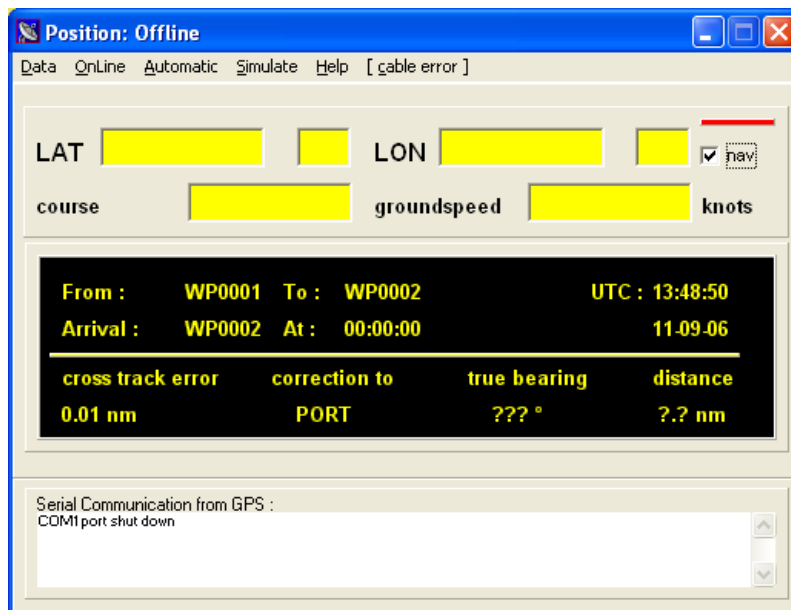 Position: Offline
Data OnLine Automatic Simulate Help [ cable error ]
LAT LON nav
course groundspeed knots
From : WP0001 To : WP0002 UTC : 13:48:50
Arrival : WP0002 At : 00:00:00 11-09-06
cross track error correction to true bearing distance
0.01 nm PORT ??? ° ?.? nm
Serial Communication from GPS :
COM1 port shut down